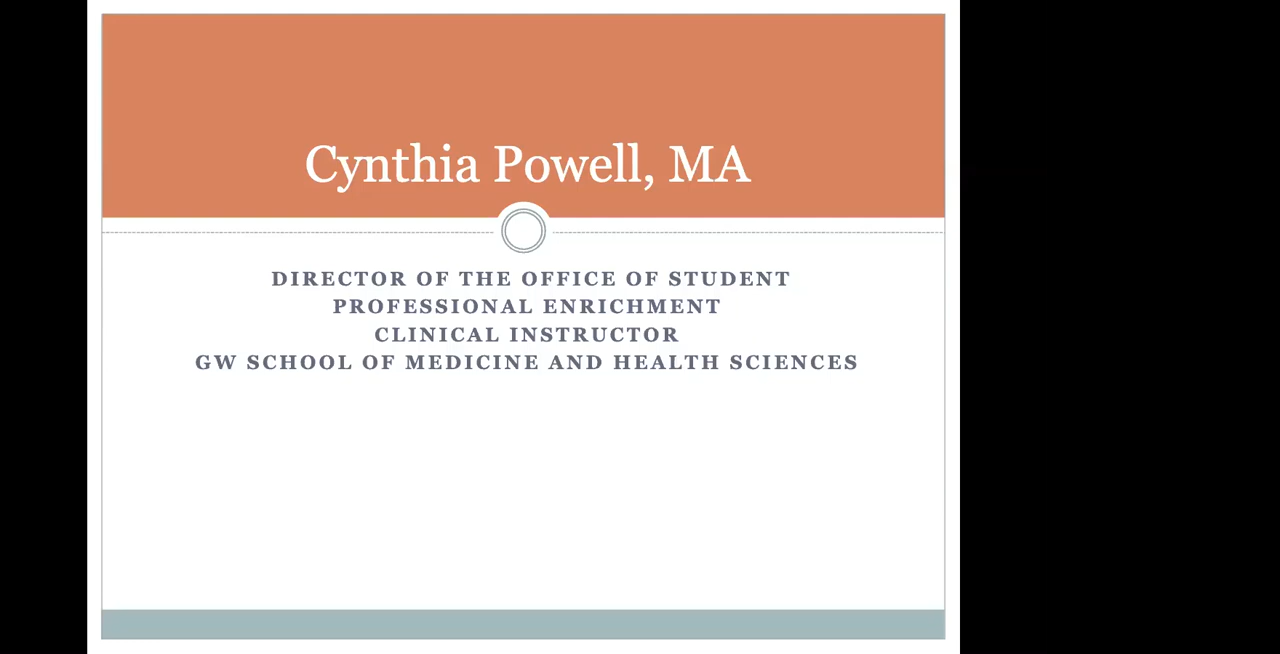 Cynthia Powell, MA
DIRECTOR OF THE OFFICE OF STUDENT
PROFESSIONAL ENRICHMENT
CLINICAL INSTRUCTOR
GW SCHOOL OF MEDICINE AND HEALTH SCIENCES